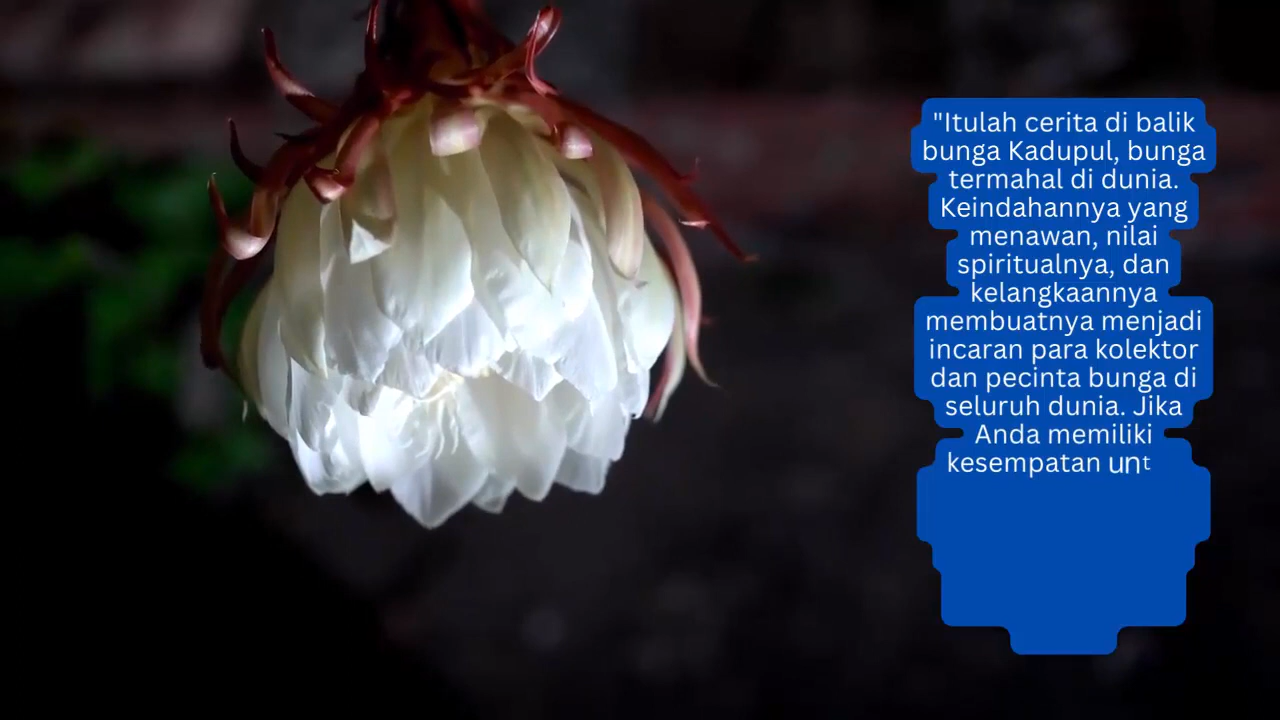 "Itulah cerita di balik
bunga Kadupul, bunga
termahal di dunia.
Keindahannya yang
menawan, nilai
spiritualnya, dan
kelangkaannya
membuatnya menjadi
incaran para kolektor
dan pecinta bunga di
seluruh dunia. Jika
Anda memiliki
kesempatan unt